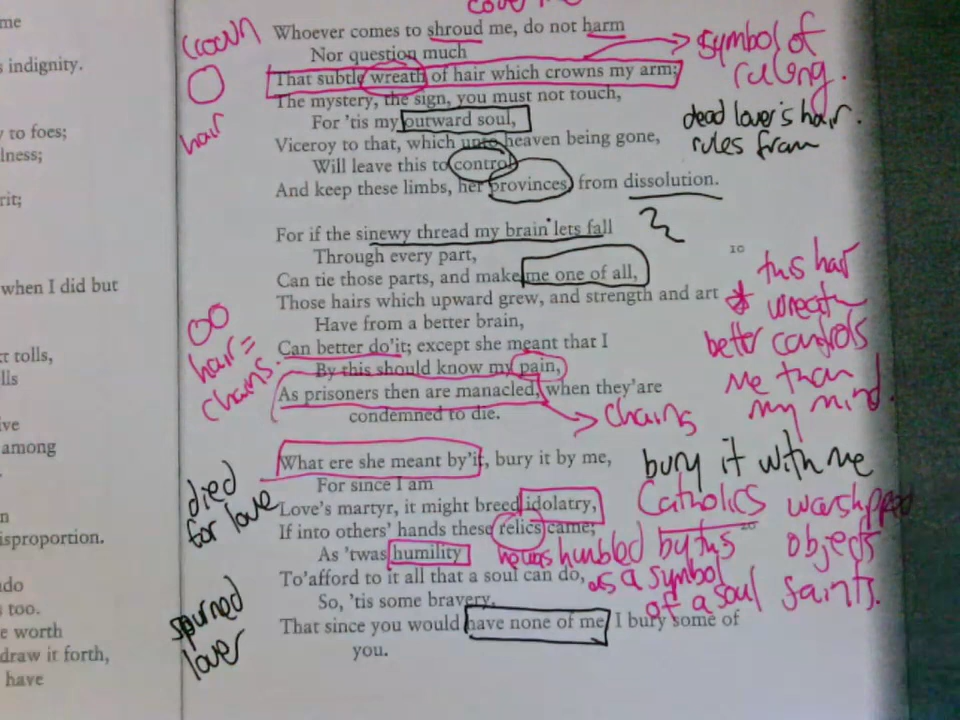 me
s indignity.
y to foes;
lness;
rit;
when I did but
t tolls,
lls
ive
among
n
isproportion.
do
s too.
e worth
draw it forth,
have
cover me
Whoever comes to shroud me, do not harm
Nor question much
That subtle wreath of hair which crowns my arm;
The mystery, the sign, you must not touch,
For 'tis my outward soul,
Viceroy to that, which unto heaven being gone,
Will leave this to control
And keep these limbs, her provinces, from dissolution.
For if the sinewy thread my brain lets fall
Through every part,
10
Can tie those parts, and make me one of all,
Those hairs which upward grew, and strength and art
Have from a better brain,
Can better do't; except she meant that I
By this should know my pain,
As prisoners then are manacled, when they'are
condemned to die.
What ere she meant by'it, bury it by me,
For since I am
Love's martyr, it might breed idolatry,
If into others' hands these relics came;
20
As 'twas humility
To'afford to it all that a soul can do,
So, 'tis some bravery,
That since you would have none of me, I bury some of
you.
crown
hair
symbol of
ruling.
dead lover's hair.
rules from
this hair
wreath
better controls
me than
my mind.
hair =
chains.
chains
bury it with me
died
for love
Catholics worshipped
objects
saints.
humbled by this
as a symbol
of a soul
spurned
love